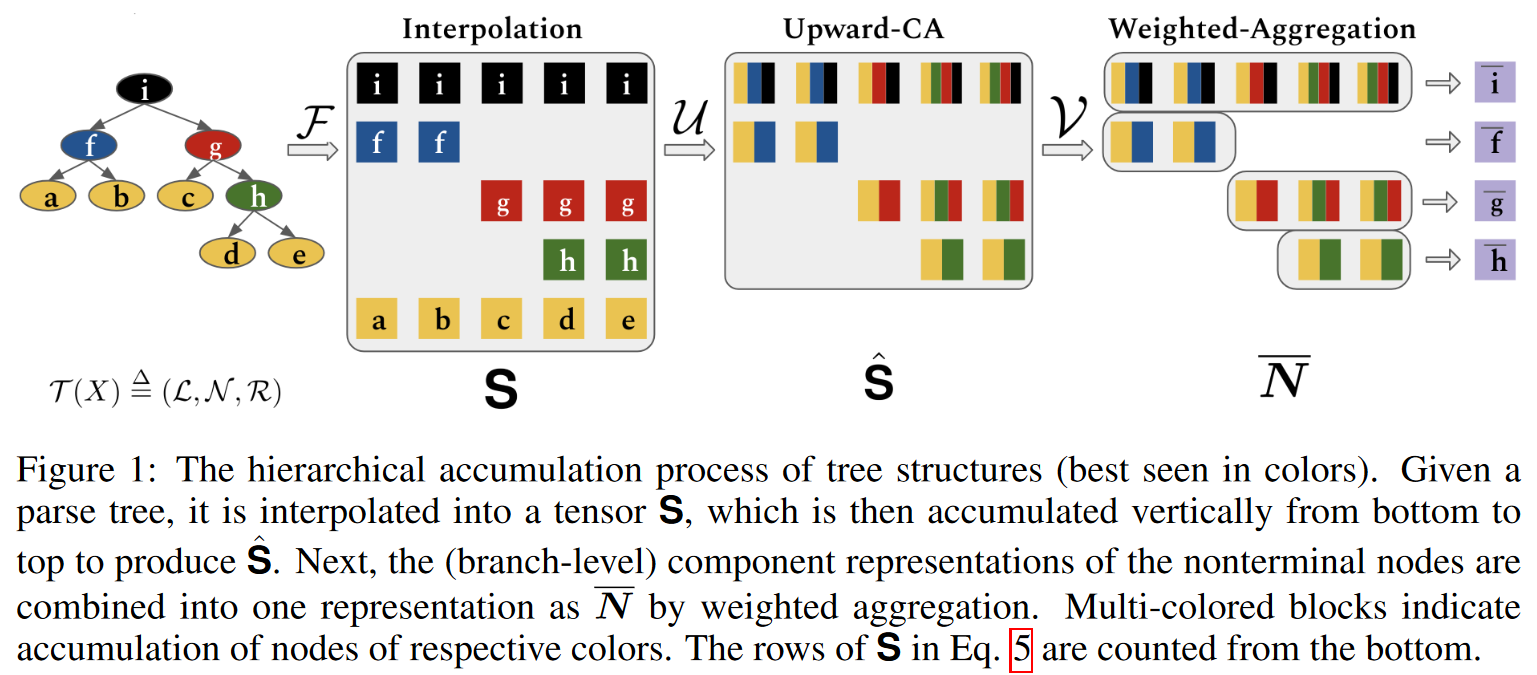 Interpolation Upward-CA Weighted-Aggregation
i
f g
a b c h
d e
F
i i i i i
f f
g g g
h h
a b c d e
U
V
i̅
f̅
g̅
h̅
𝒯(X) ≜ (ℒ, 𝒩, ℛ)
S
Ŝ
N̅
Figure 1: The hierarchical accumulation process of tree structures (best seen in colors). Given a
parse tree, it is interpolated into a tensor S, which is then accumulated vertically from bottom to
top to produce Ŝ. Next, the (branch-level) component representations of the nonterminal nodes are
combined into one representation as N̅ by weighted aggregation. Multi-colored blocks indicate
accumulation of nodes of respective colors. The rows of S in Eq. 5 are counted from the bottom.